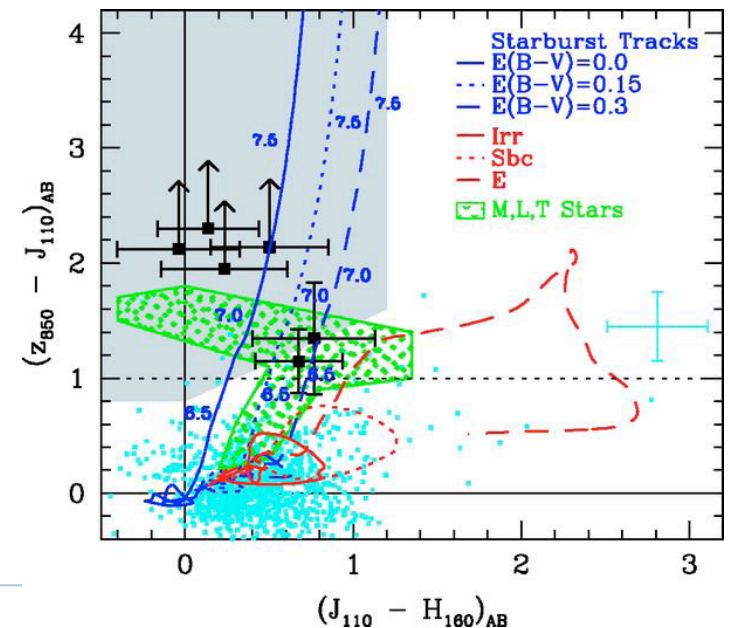 4
3
2
1
0
0
1
2
3
(z₈₅₀ − J₁₁₀)AB
(J₁₁₀ − H₁₆₀)AB
Starburst Tracks
E(B−V)=0.0
E(B−V)=0.15
E(B−V)=0.3
Irr
Sbc
E
M,L,T Stars
7.5
7.5
7.5
7.0
7.0
7.0
6.5
6.5
6.5